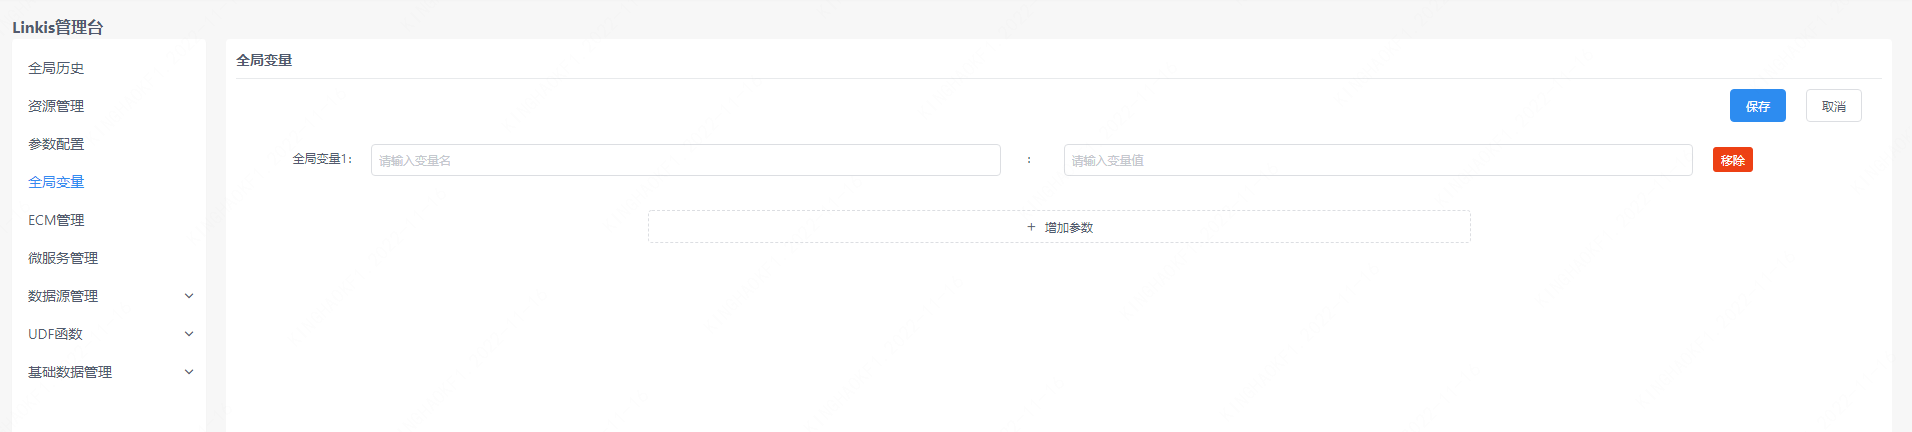 Linkis管理台
全局历史
资源管理
参数配置
全局变量
ECM管理
微服务管理
数据源管理
UDF函数
基础数据管理
全局变量
保存
取消
全局变量1:
请输入变量名
:
请输入变量值
移除
+ 增加参数